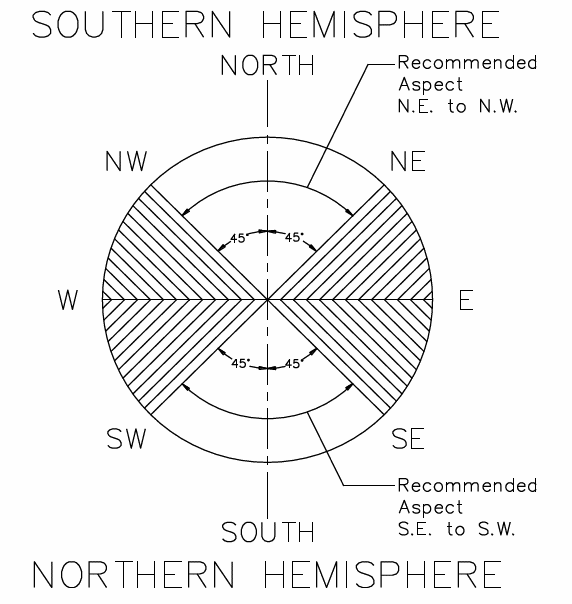 SOUTHERN HEMISPHERE
NORTH
Recommended
Aspect
N.E. to N.W.
NW
NE
45°
45°
W
E
45°
45°
SW
SE
Recommended
Aspect
S.E. to S.W.
SOUTH
NORTHERN HEMISPHERE